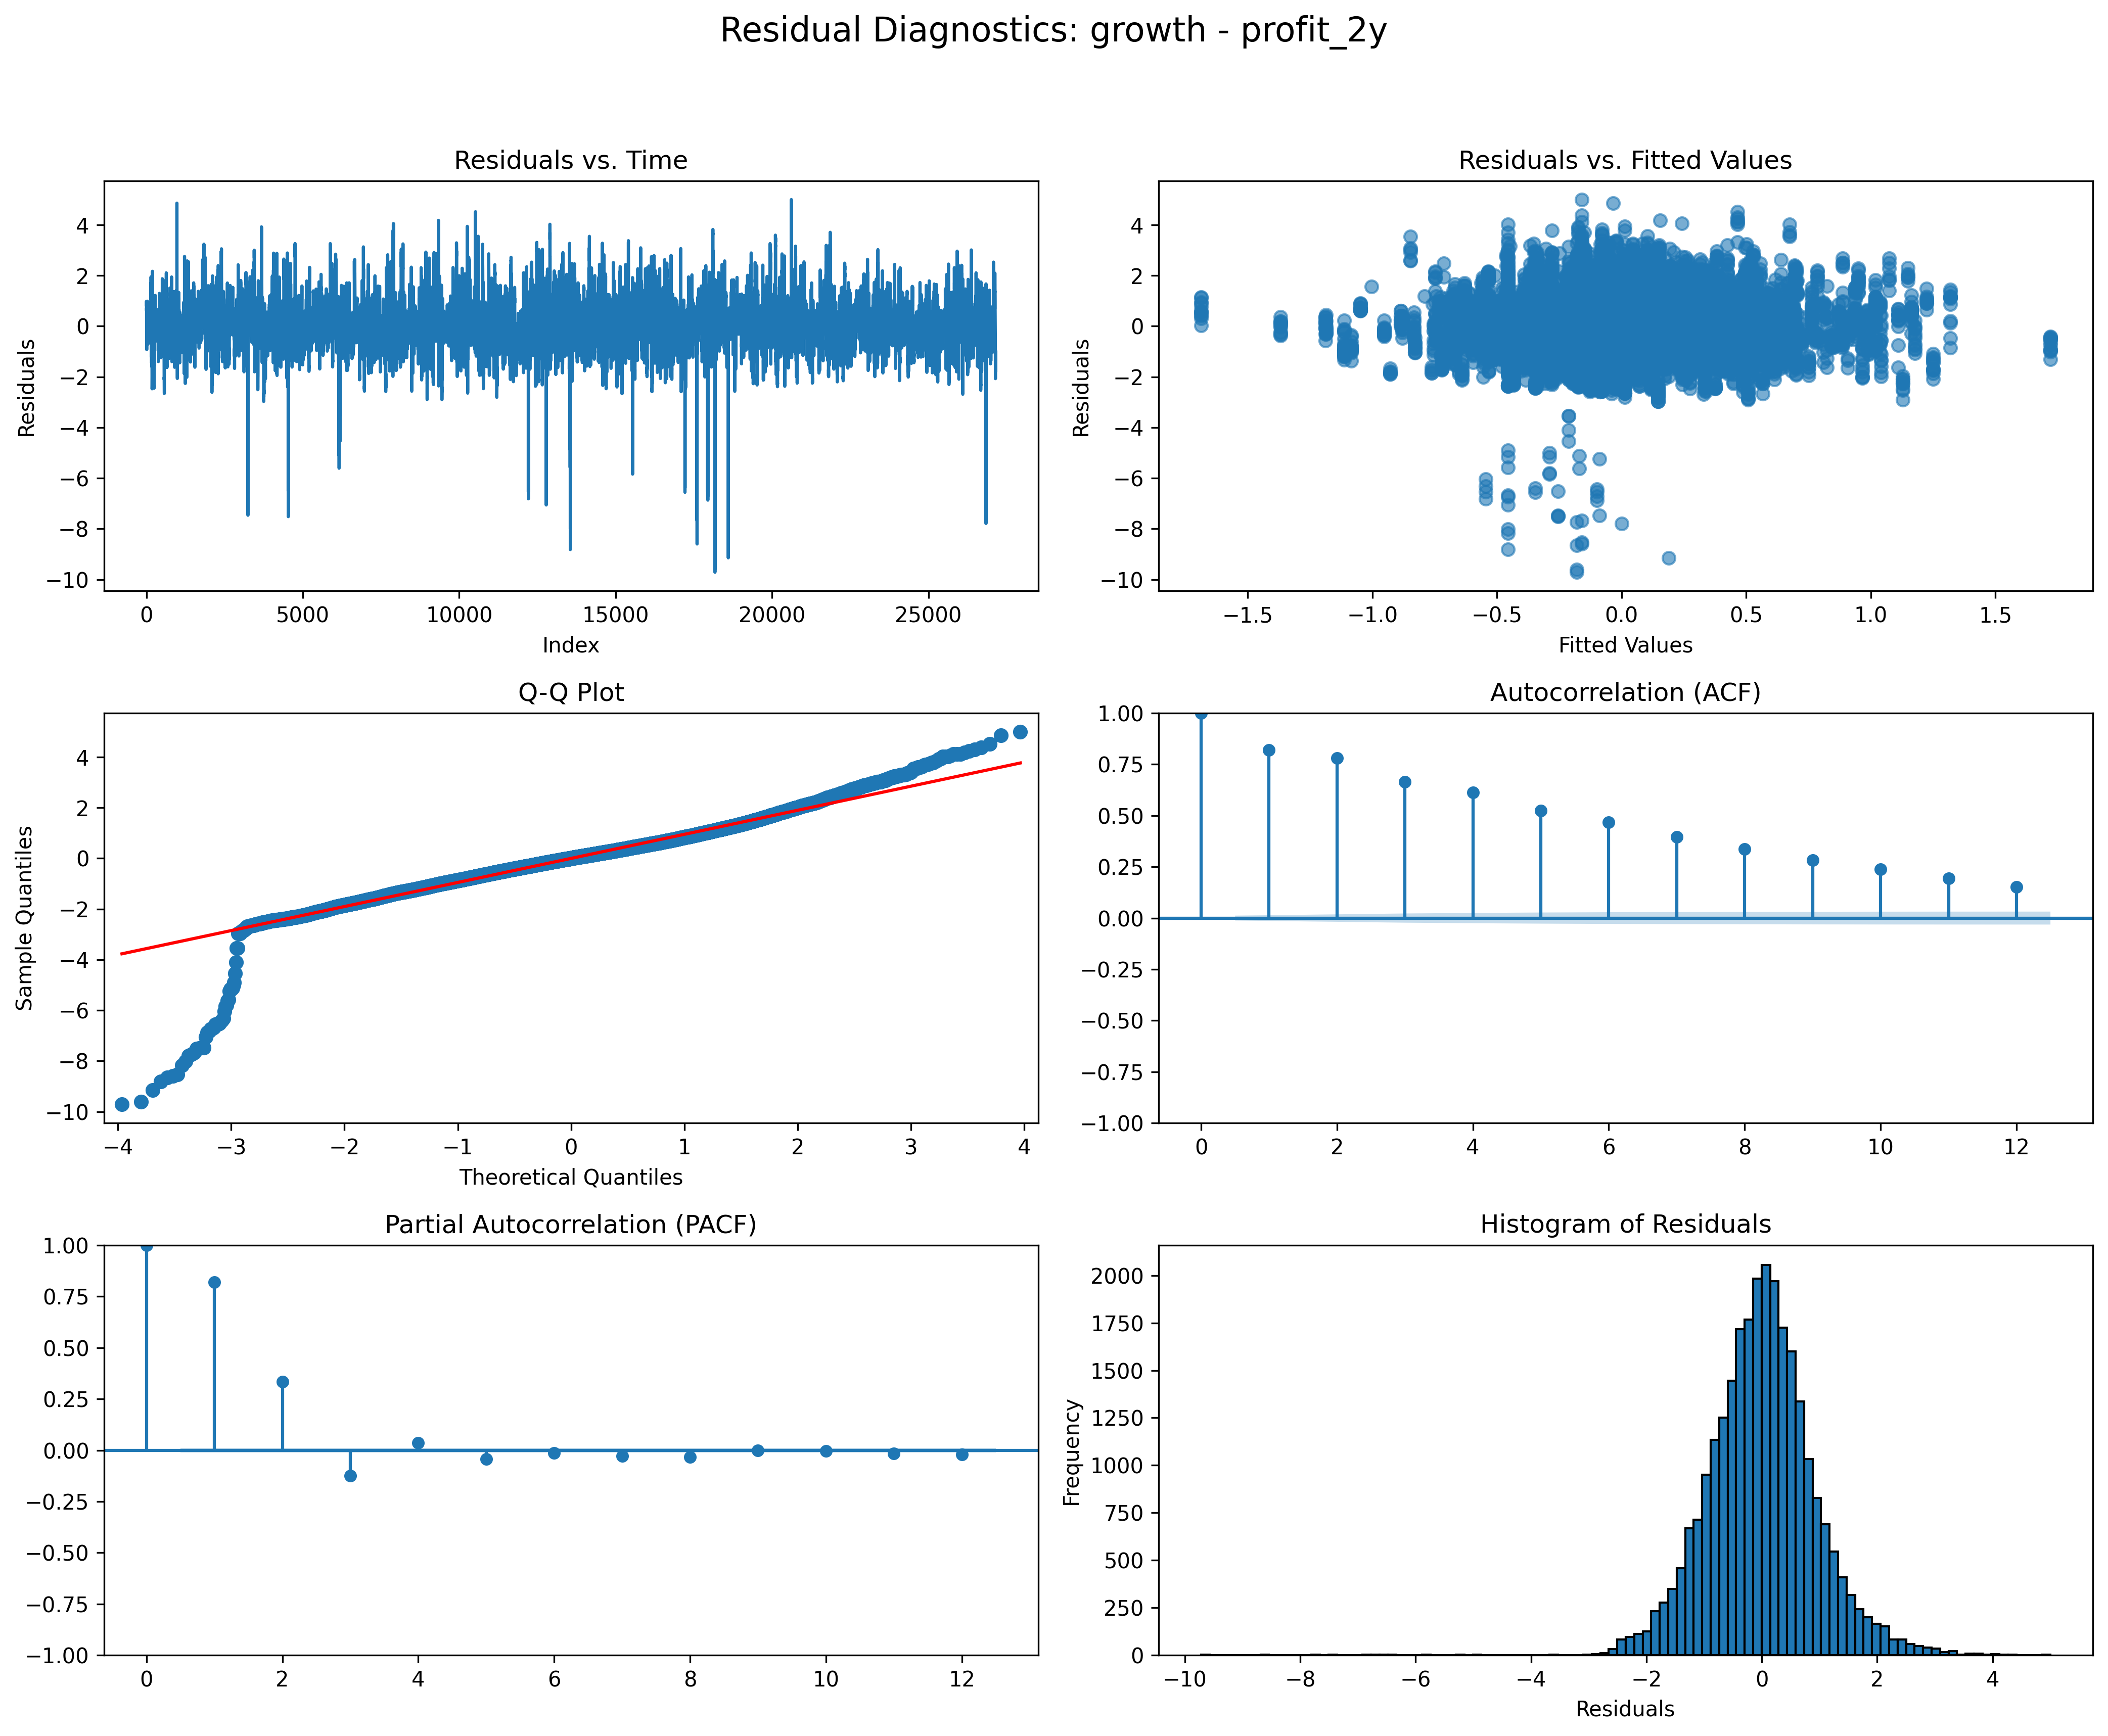 Residual Diagnostics: growth - profit_2y
Residuals vs. Time
Residuals
4
2
0
−2
−4
−6
−8
−10
0 5000 10000 15000 20000 25000
Index
Residuals vs. Fitted Values
Residuals
4
2
0
−2
−4
−6
−8
−10
−1.5 −1.0 −0.5 0.0 0.5 1.0 1.5
Fitted Values
Q-Q Plot
Sample Quantiles
4
2
0
−2
−4
−6
−8
−10
−4 −3 −2 −1 0 1 2 3 4
Theoretical Quantiles
Autocorrelation (ACF)
1.00
0.75
0.50
0.25
0.00
−0.25
−0.50
−0.75
−1.00
0 2 4 6 8 10 12
Partial Autocorrelation (PACF)
1.00
0.75
0.50
0.25
0.00
−0.25
−0.50
−0.75
−1.00
0 2 4 6 8 10 12
Histogram of Residuals
Frequency
2000
1750
1500
1250
1000
750
500
250
0
−10 −8 −6 −4 −2 0 2 4
Residuals